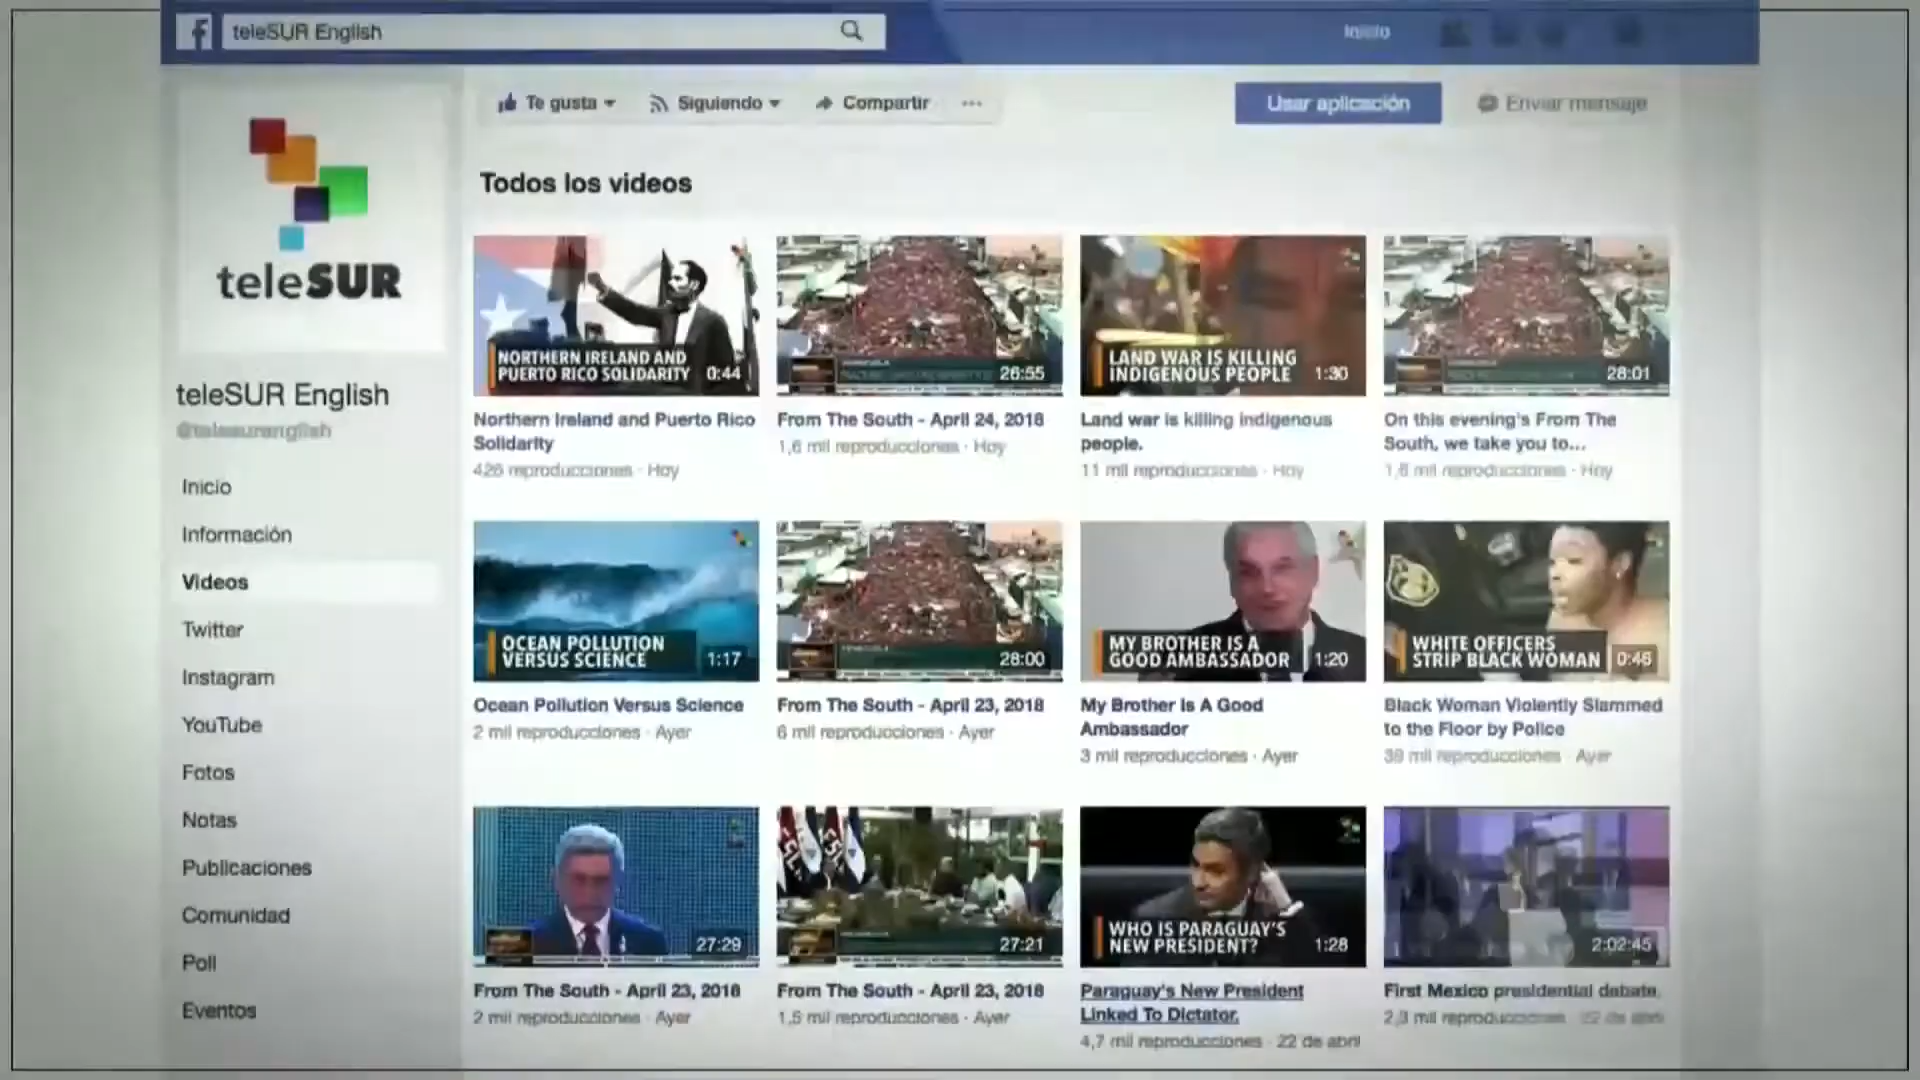 teleSUR English
Inicio
Te gusta
Siguiendo
Compartir
Usar aplicación
Enviar mensaje
teleSUR
teleSUR English
@telesurenglish
Inicio
Información
Videos
Twitter
Instagram
YouTube
Fotos
Notas
Publicaciones
Comunidad
Poll
Eventos
Todos los videos
NORTHERN IRELAND AND
PUERTO RICO SOLIDARITY 0:44
Northern Ireland and Puerto Rico
Solidarity
426 reproducciones · Hoy
26:55
From The South - April 24, 2018
1,6 mil reproducciones · Hoy
LAND WAR IS KILLING
INDIGENOUS PEOPLE 1:30
Land war is killing indigenous
people.
11 mil reproducciones · Hoy
28:01
On this evening's From The
South, we take you to...
1,6 mil reproducciones · Hoy
OCEAN POLLUTION
VERSUS SCIENCE 1:17
Ocean Pollution Versus Science
2 mil reproducciones · Ayer
28:00
From The South - April 23, 2018
6 mil reproducciones · Ayer
MY BROTHER IS A
GOOD AMBASSADOR 1:20
My Brother Is A Good
Ambassador
3 mil reproducciones · Ayer
WHITE OFFICERS
STRIP BLACK WOMAN 0:46
Black Woman Violently Slammed
to the Floor by Police
39 mil reproducciones · Ayer
27:29
From The South - April 23, 2018
2 mil reproducciones · Ayer
27:21
From The South - April 23, 2018
1,5 mil reproducciones · Ayer
WHO IS PARAGUAY'S
NEW PRESIDENT? 1:28
Paraguay's New President
Linked To Dictator.
4,7 mil reproducciones · 22 de abril
2:02:45
First Mexico presidential debate.
2,3 mil reproducciones · 22 de abril